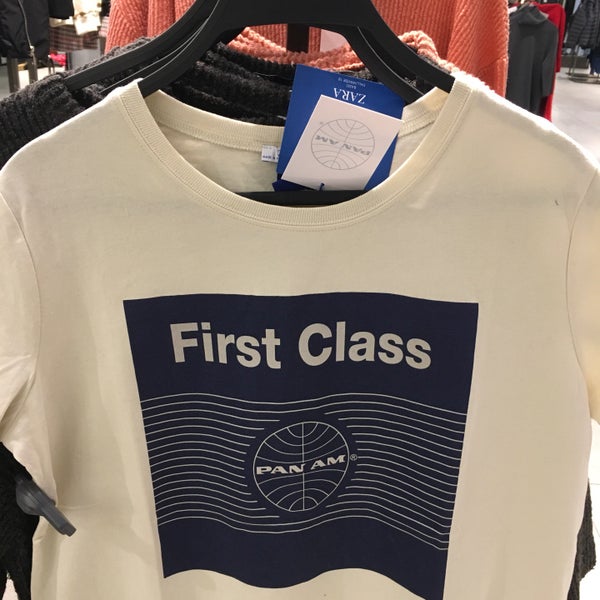 ZARA
PAN AM
First Class
PAN AM®